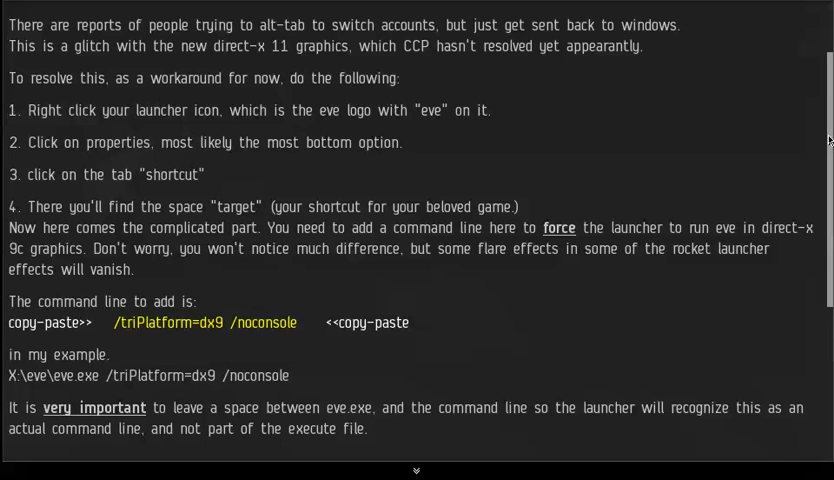 There are reports of people trying to alt-tab to switch accounts, but just get sent back to windows.
This is a glitch with the new direct-x 11 graphics, which CCP hasn't resolved yet appearantly.
To resolve this, as a workaround for now, do the following:
1. Right click your launcher icon, which is the eve logo with "eve" on it.
2. Click on properties, most likely the most bottom option.
3. click on the tab "shortcut"
4. There you'll find the space "target" (your shortcut for your beloved game.)
Now here comes the complicated part. You need to add a command line here to force the launcher to run eve in direct-x
9c graphics. Don't worry, you won't notice much difference, but some flare effects in some of the rocket launcher
effects will vanish.
The command line to add is:
copy-paste>> /triPlatform=dx9 /noconsole <<copy-paste
in my example.
X:\eve\eve.exe /triPlatform=dx9 /noconsole
It is very important to leave a space between eve.exe, and the command line so the launcher will recognize this as an
actual command line, and not part of the execute file.